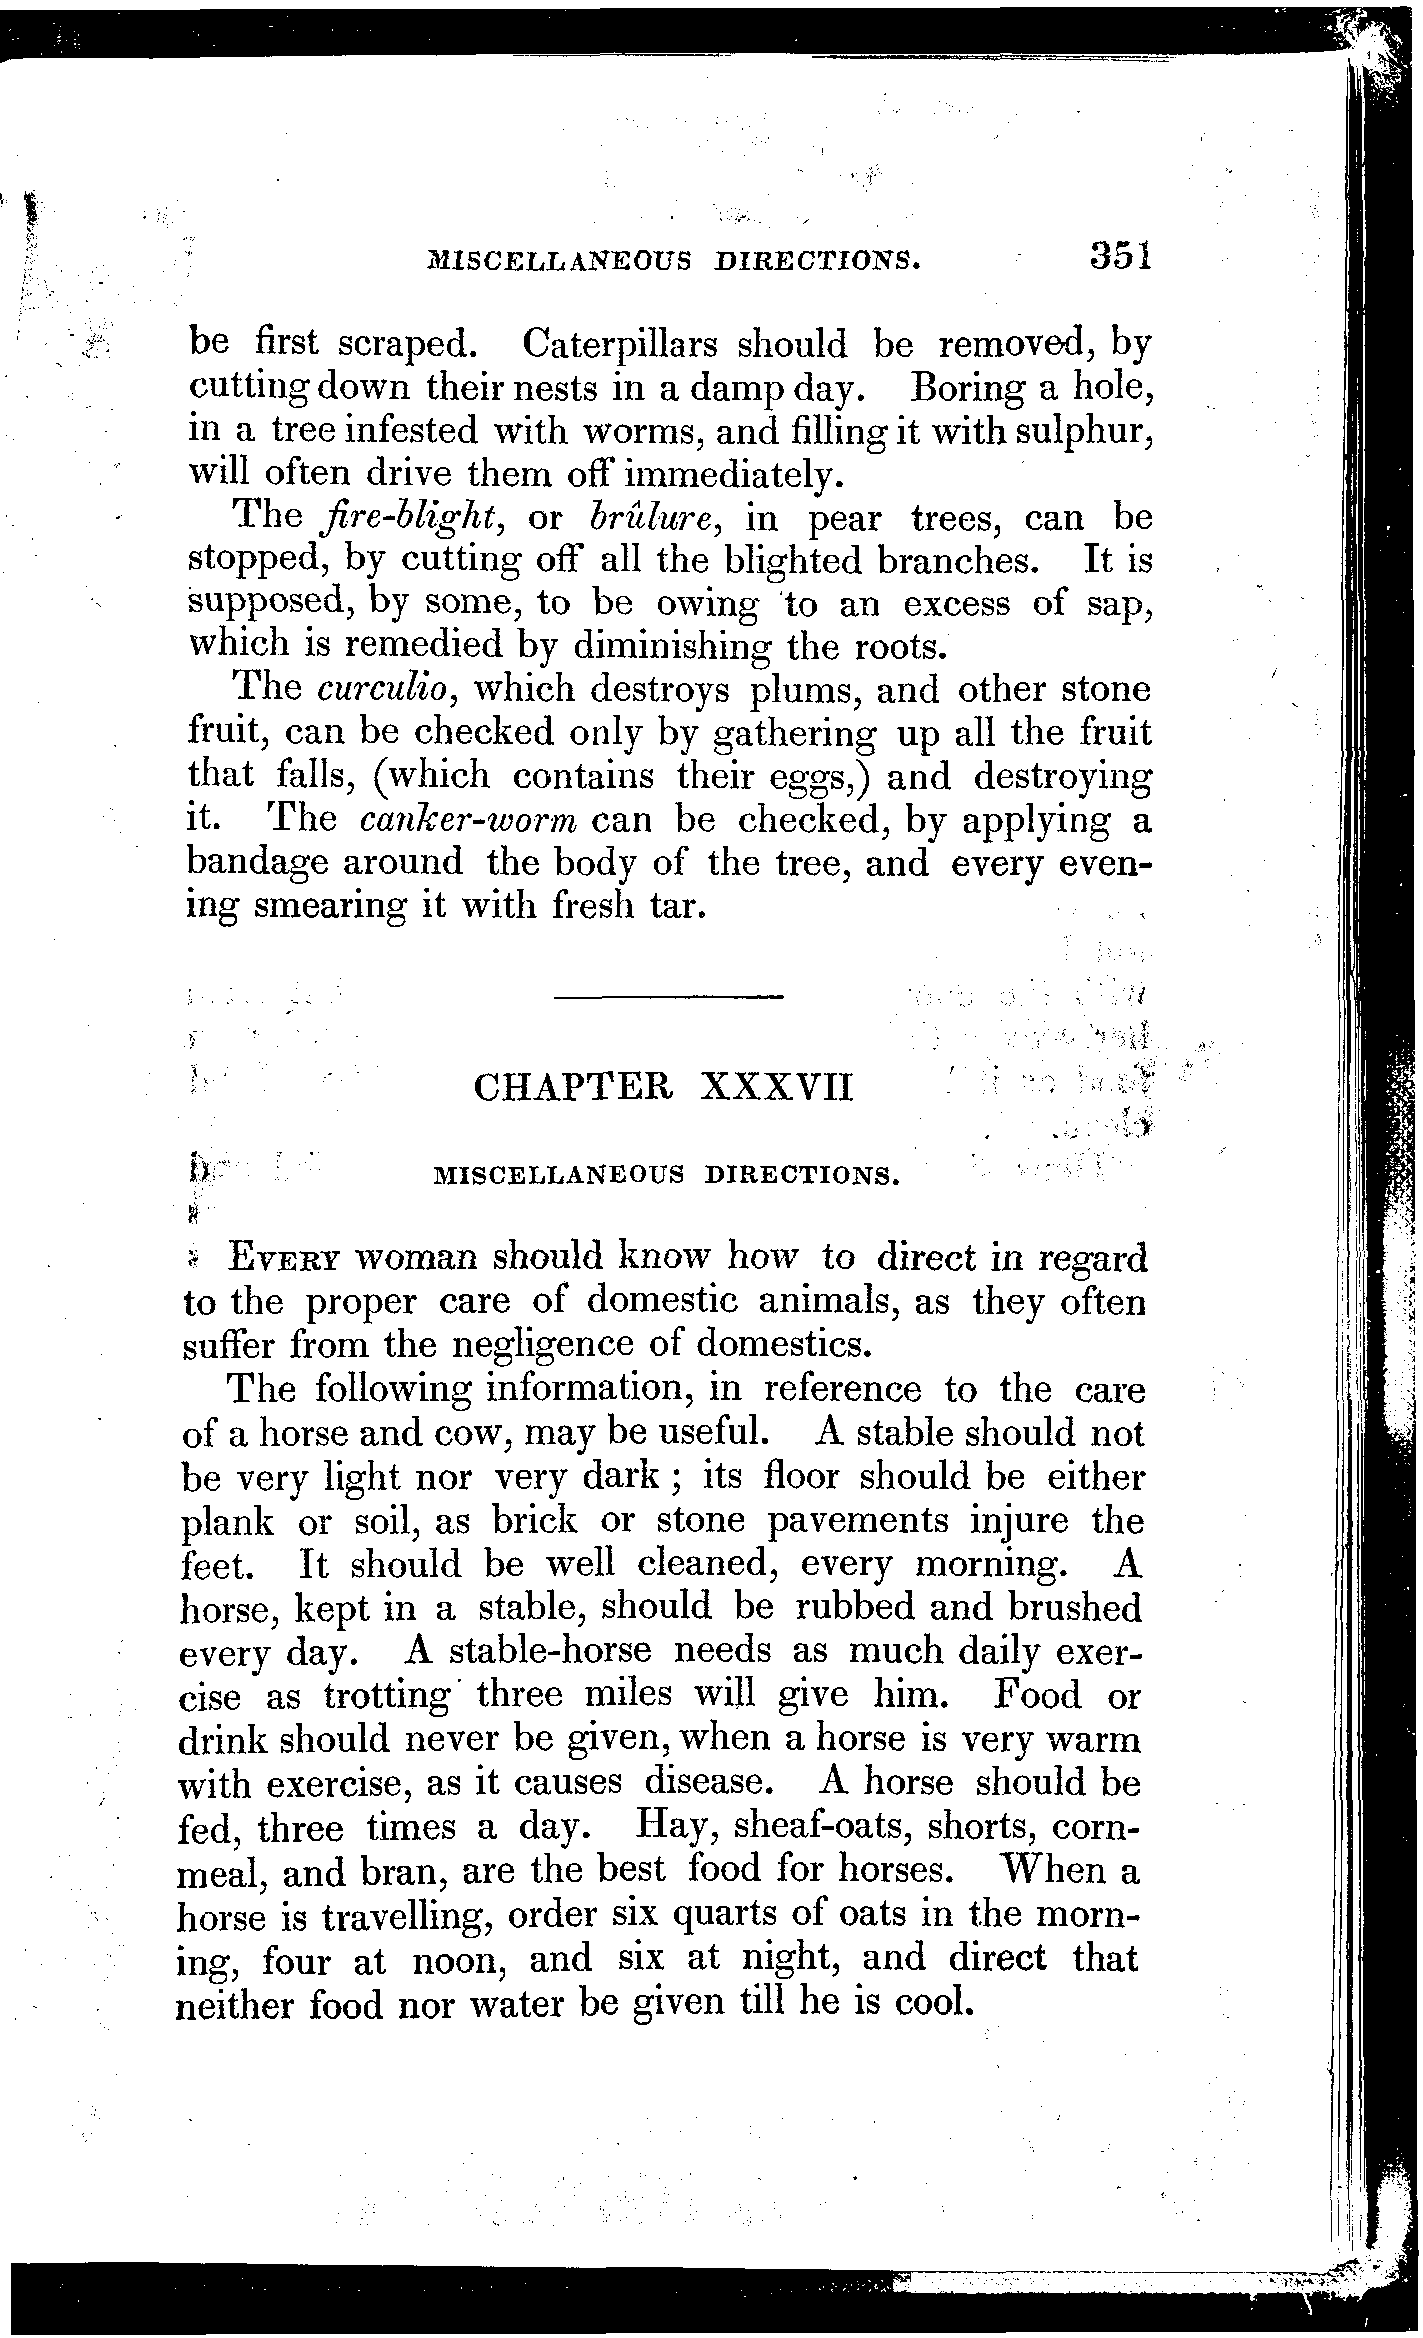 MISCELLANEOUS DIRECTIONS. 351
be first scraped. Caterpillars should be removed, by
cutting down their nests in a damp day. Boring a hole,
in a tree infested with worms, and filling it with sulphur,
will often drive them off immediately.
The fire-blight, or brûlure, in pear trees, can be
stopped, by cutting off all the blighted branches. It is
supposed, by some, to be owing to an excess of sap,
which is remedied by diminishing the roots.
The curculio, which destroys plums, and other stone
fruit, can be checked only by gathering up all the fruit
that falls, (which contains their eggs,) and destroying
it. The canker-worm can be checked, by applying a
bandage around the body of the tree, and every even-
ing smearing it with fresh tar.
CHAPTER XXXVII
MISCELLANEOUS DIRECTIONS.
EVERY woman should know how to direct in regard
to the proper care of domestic animals, as they often
suffer from the negligence of domestics.
The following information, in reference to the care
of a horse and cow, may be useful. A stable should not
be very light nor very dark ; its floor should be either
plank or soil, as brick or stone pavements injure the
feet. It should be well cleaned, every morning. A
horse, kept in a stable, should be rubbed and brushed
every day. A stable-horse needs as much daily exer-
cise as trotting three miles will give him. Food or
drink should never be given, when a horse is very warm
with exercise, as it causes disease. A horse should be
fed, three times a day. Hay, sheaf-oats, shorts, corn-
meal, and bran, are the best food for horses. When a
horse is travelling, order six quarts of oats in the morn-
ing, four at noon, and six at night, and direct that
neither food nor water be given till he is cool.